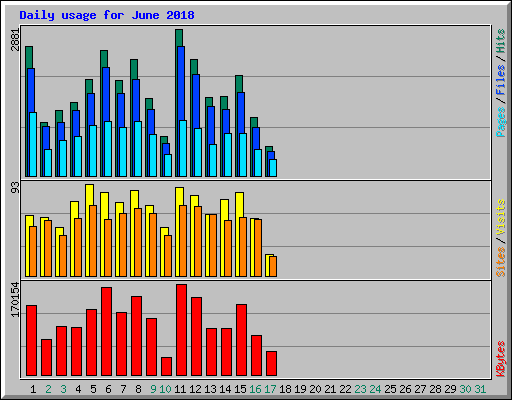 Daily usage for June 2018
2881
Pages / Files / Hits
93
Sites / Visits
170154
KBytes
1 2 3 4 5 6 7 8 9 10 11 12 13 14 15 16 17 18 19 20 21 22 23 24 25 26 27 28 29 30 31